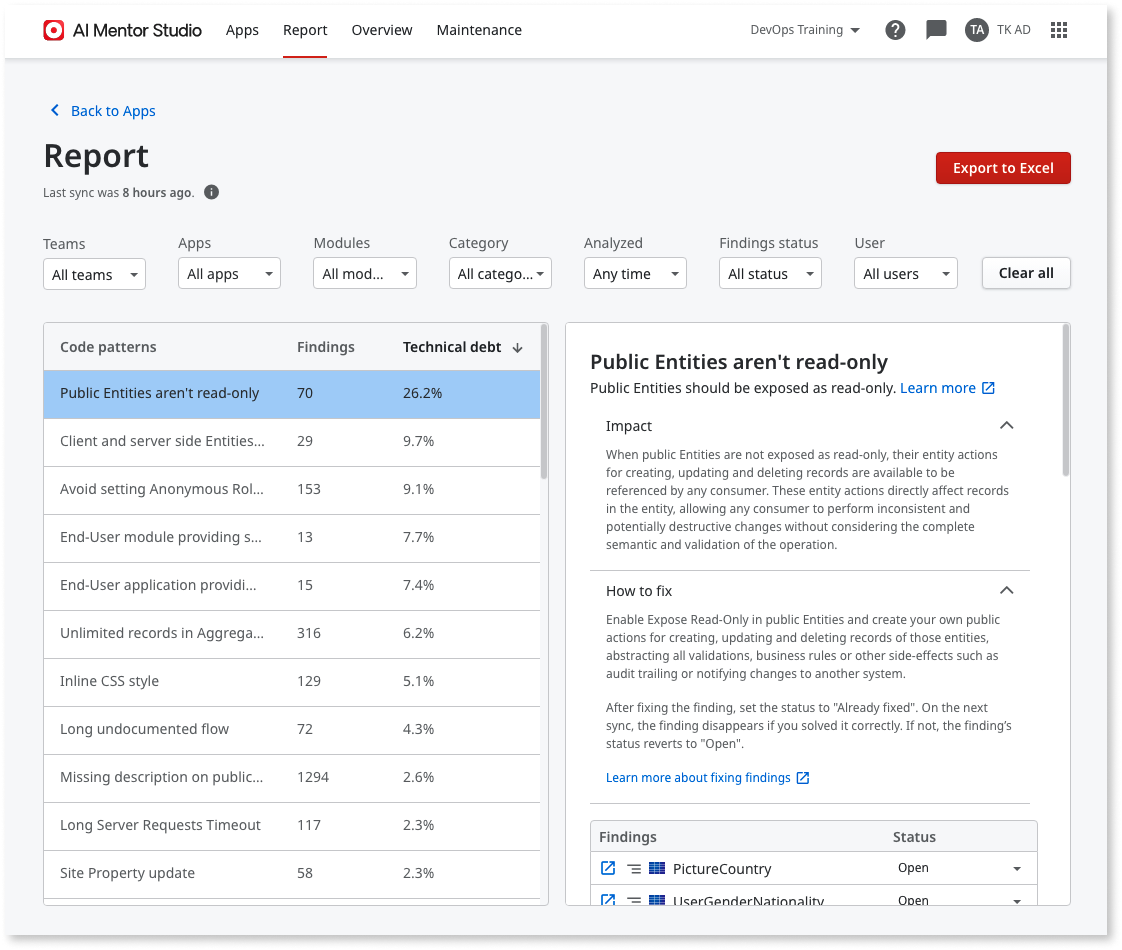 AI Mentor Studio Apps Report Overview Maintenance DevOps Training ? TA TK AD
Back to Apps
Report
Export to Excel
Last sync was 8 hours ago. i
Teams Apps Modules Category Analyzed Findings status User
All teams All apps All mod... All catego... Any time All status All users Clear all
Code patterns Findings Technical debt
Public Entities aren't read-only 70 26.2%
Client and server side Entities... 29 9.7%
Avoid setting Anonymous Rol... 153 9.1%
End-User module providing s... 13 7.7%
End-User application providi... 15 7.4%
Unlimited records in Aggrega... 316 6.2%
Inline CSS style 129 5.1%
Long undocumented flow 72 4.3%
Missing description on public... 1294 2.6%
Long Server Requests Timeout 117 2.3%
Site Property update 58 2.3%
Public Entities aren't read-only
Public Entities should be exposed as read-only. Learn more
Impact
When public Entities are not exposed as read-only, their entity actions
for creating, updating and deleting records are available to be
referenced by any consumer. These entity actions directly affect records
in the entity, allowing any consumer to perform inconsistent and
potentially destructive changes without considering the complete
semantic and validation of the operation.
How to fix
Enable Expose Read-Only in public Entities and create your own public
actions for creating, updating and deleting records of those entities,
abstracting all validations, business rules or other side-effects such as
audit trailing or notifying changes to another system.
After fixing the finding, set the status to "Already fixed". On the next
sync, the finding disappears if you solved it correctly. If not, the finding's
status reverts to "Open".
Learn more about fixing findings
Findings Status
PictureCountry Open
UserGenderNationality Open